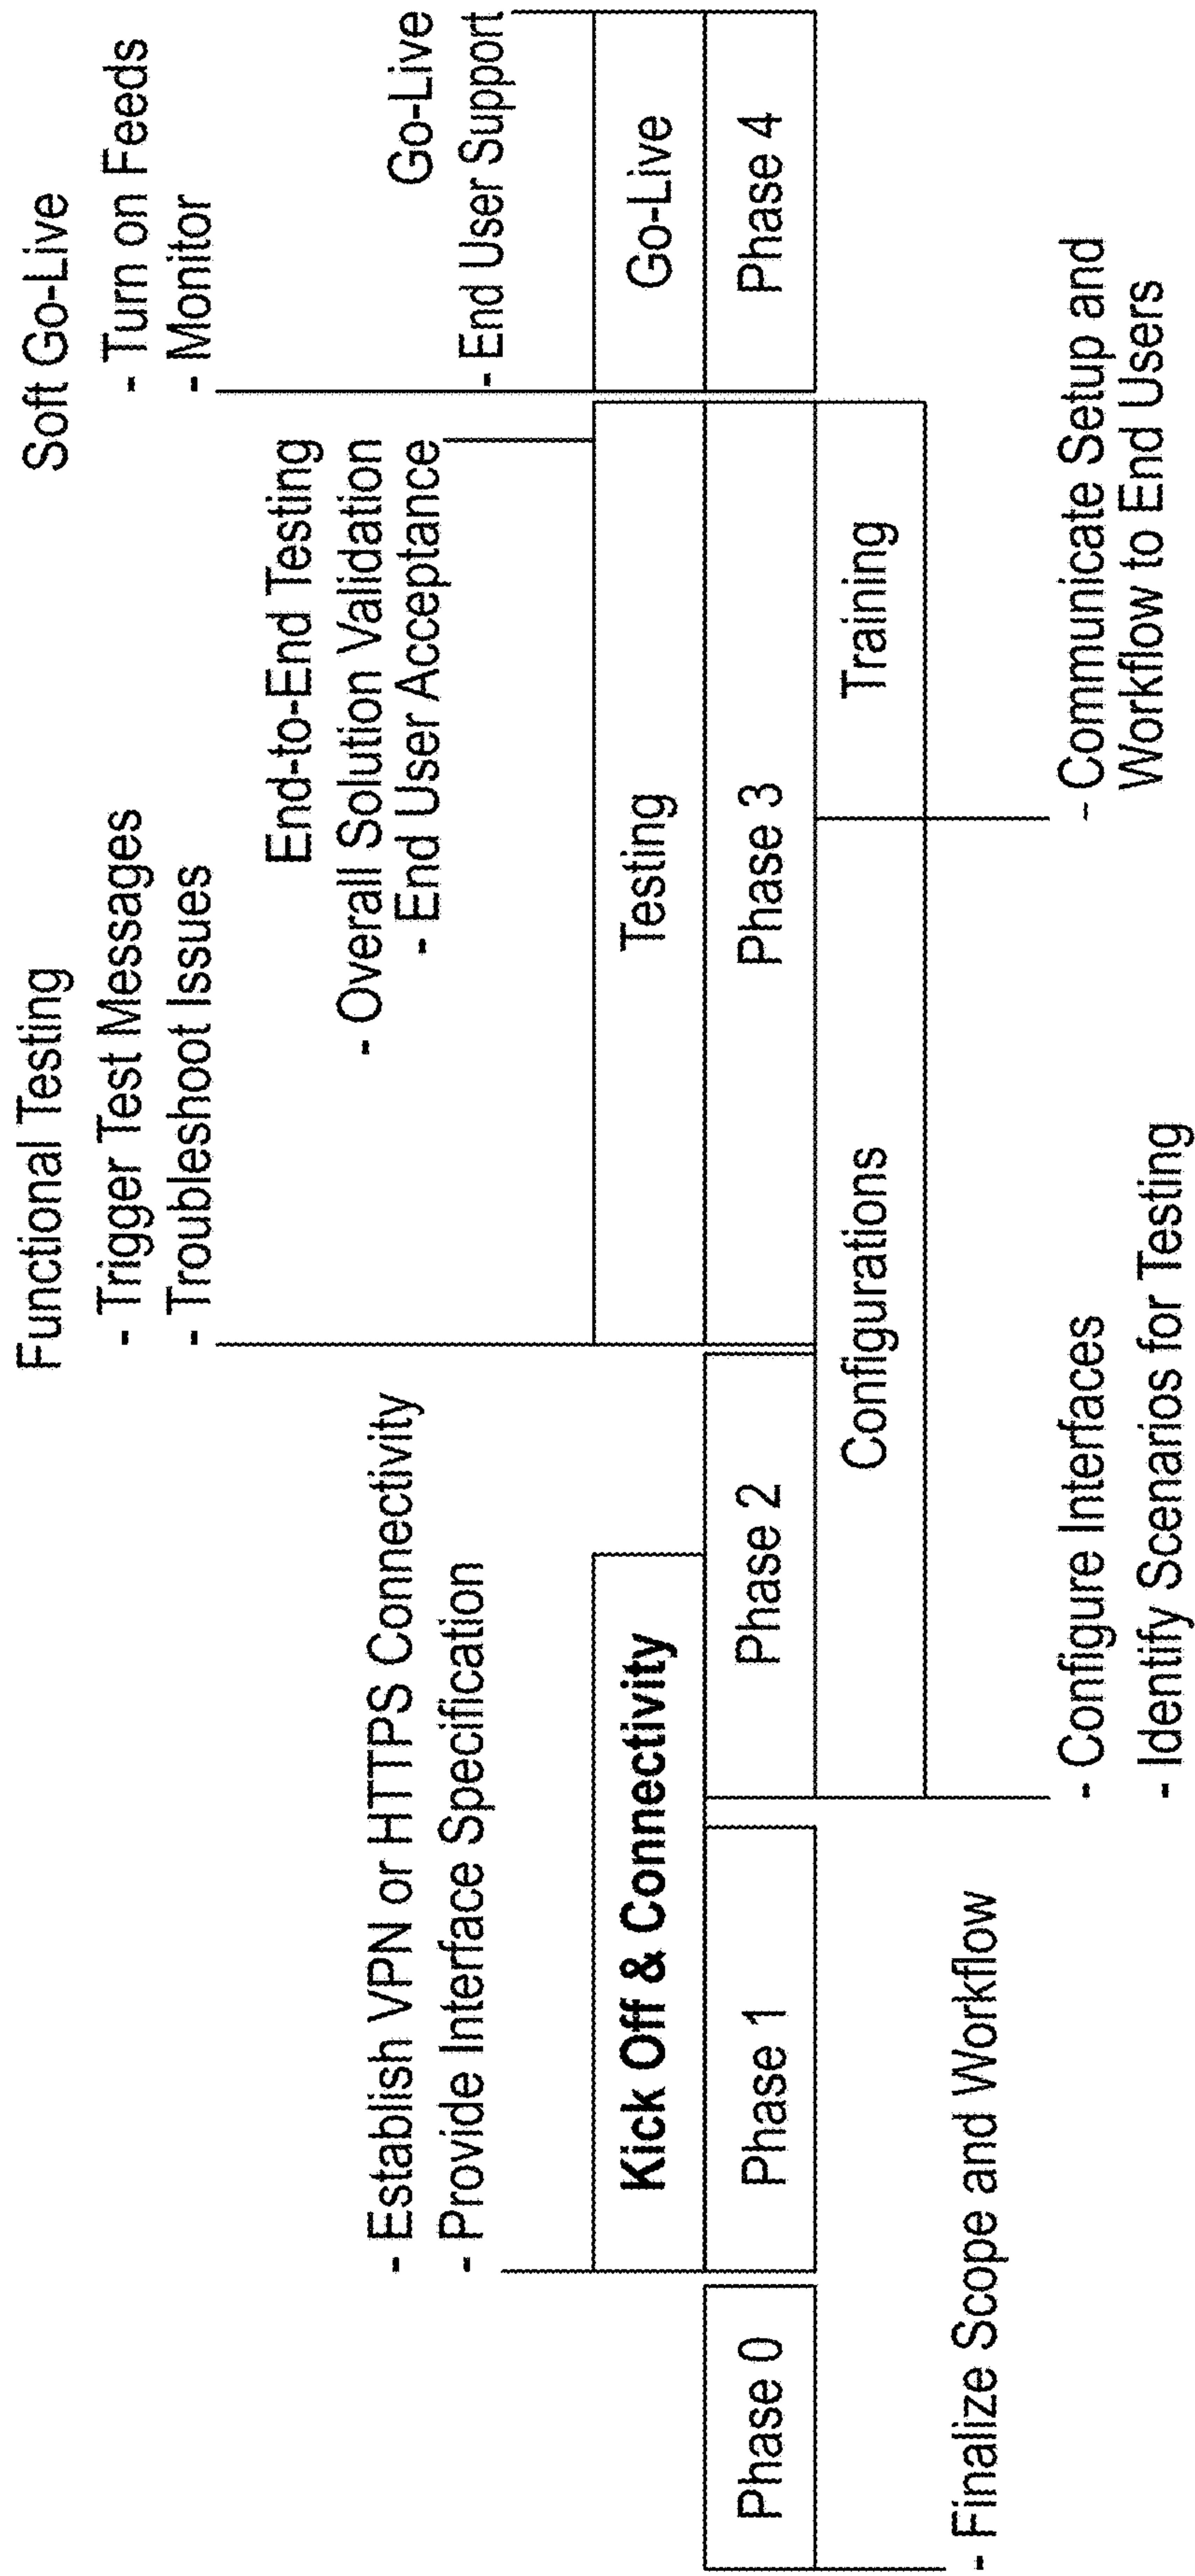 Functional Testing
- Trigger Test Messages
- Troubleshoot Issues
Soft Go-Live
- Turn on Feeds
- Monitor
End-to-End Testing
- Overall Solution Validation
- End User Acceptance
- Establish VPN or HTTPS Connectivity
- Provide Interface Specification
Go-Live
- End User Support
Kick Off & Connectivity
Testing
Go-Live
Phase 0
Phase 1
Phase 2
Phase 3
Phase 4
Configurations
Training
- Finalize Scope and Workflow
- Configure Interfaces
- Identify Scenarios for Testing
- Communicate Setup and
Workflow to End Users